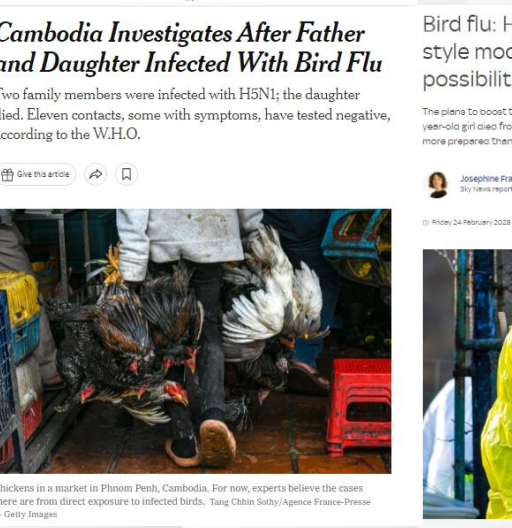 Cambodia Investigates After Father
and Daughter Infected With Bird Flu
Two family members were infected with H5N1; the daughter
died. Eleven contacts, some with symptoms, have tested negative,
according to the W.H.O.
Give this article
Chickens in a market in Phnom Penh, Cambodia. For now, experts believe the cases
there are from direct exposure to infected birds. Tang Chhin Sothy/Agence France-Presse
- Getty Images
Bird flu: H
style mod
possibilit
The plans to boost t
year-old girl died fro
more prepared than
Josephine Fra
Sky News report
Friday 24 February 2023